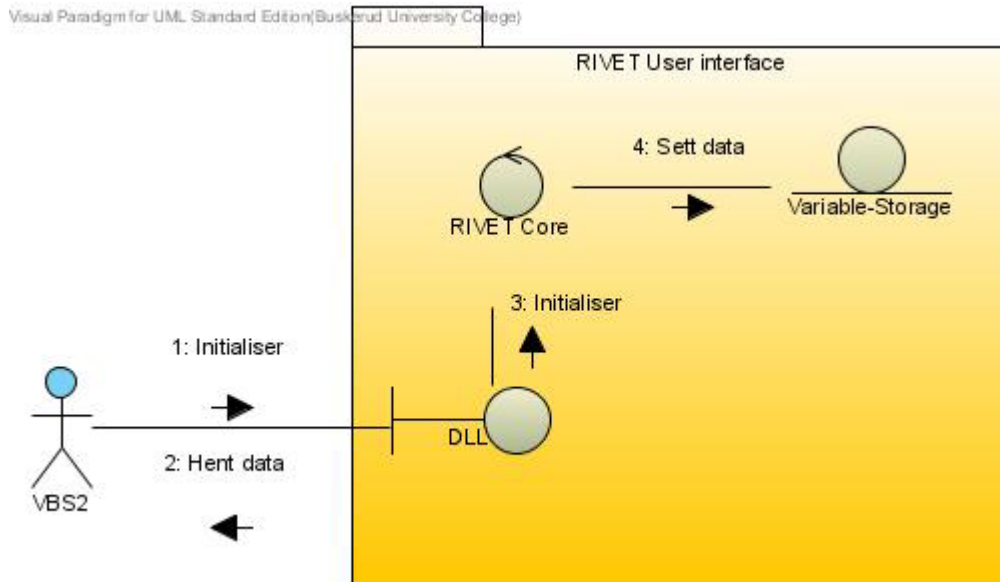 Visual Paradigm for UML Standard Edition(Buskerud University College)
RIVET User interface
4: Sett data
RIVET Core
Variable-Storage
3: Initialiser
1: Initialiser
DLL
2: Hent data
VBS2